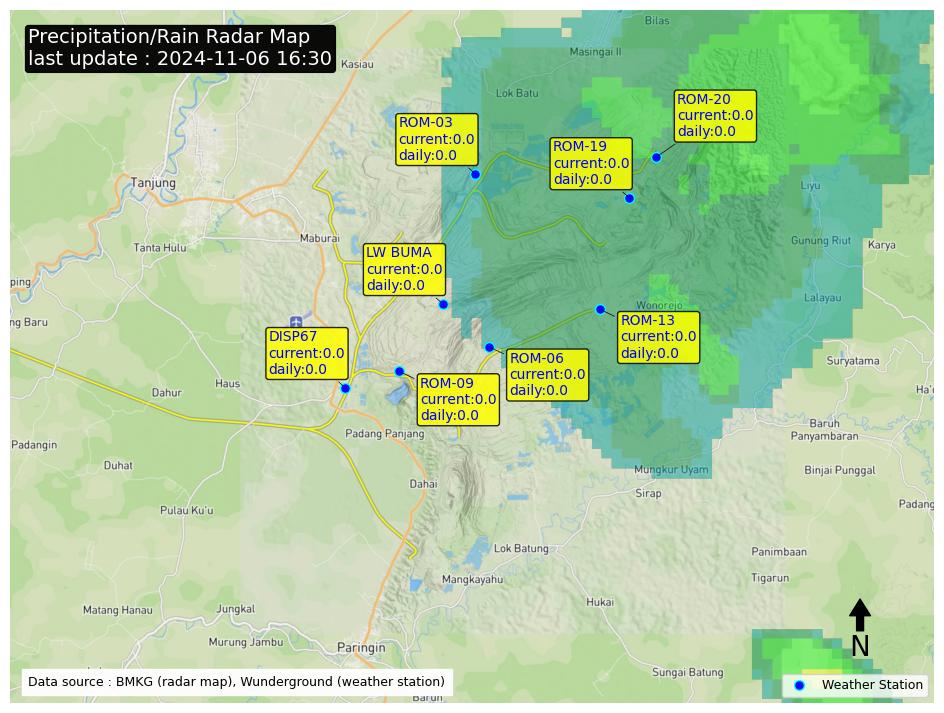 Precipitation/Rain Radar Map
last update : 2024-11-06 16:30
Bilas
Masingai II
Kasiau
Lok Batu
ROM-20
current:0.0
daily:0.0
ROM-03
current:0.0
daily:0.0
ROM-19
current:0.0
daily:0.0
Tanjung
Liyu
Maburai
Tanta Hulu
Gunung Riut
Karya
LW BUMA
current:0.0
daily:0.0
ping
Lalayau
Wonorejo
ng Baru
ROM-13
current:0.0
daily:0.0
DISP67
current:0.0
daily:0.0
ROM-06
current:0.0
daily:0.0
Suryatama
ROM-09
current:0.0
daily:0.0
Haus
Dahur
Ha'
Baruh
Panyambaran
Padang Panjang
Padangin
Duhat
Mungkur Uyam
Binjai Punggal
Dahai
Sirap
Padang
Pulau Ku'u
Lok Batung
Panimbaan
Mangkayahu
Tigarun
Hukai
Matang Hanau
Jungkal
Murung Jambu
Paringin
N
Sungai Batung
Data source : BMKG (radar map), Wunderground (weather station)
Weather Station
Barun